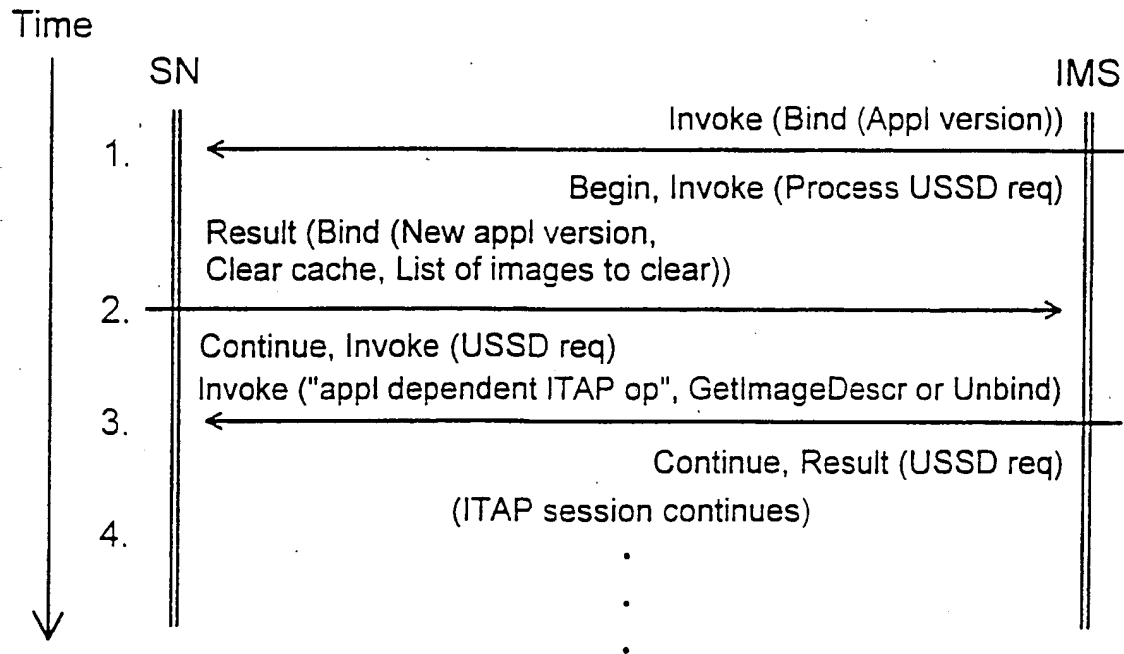 Time
SN
IMS
Invoke (Bind (Appl version))
1.
Begin, Invoke (Process USSD req)
Result (Bind (New appl version,
Clear cache, List of images to clear))
2.
Continue, Invoke (USSD req)
Invoke ("appl dependent ITAP op", GetImageDescr or Unbind)
3.
Continue, Result (USSD req)
(ITAP session continues)
4.